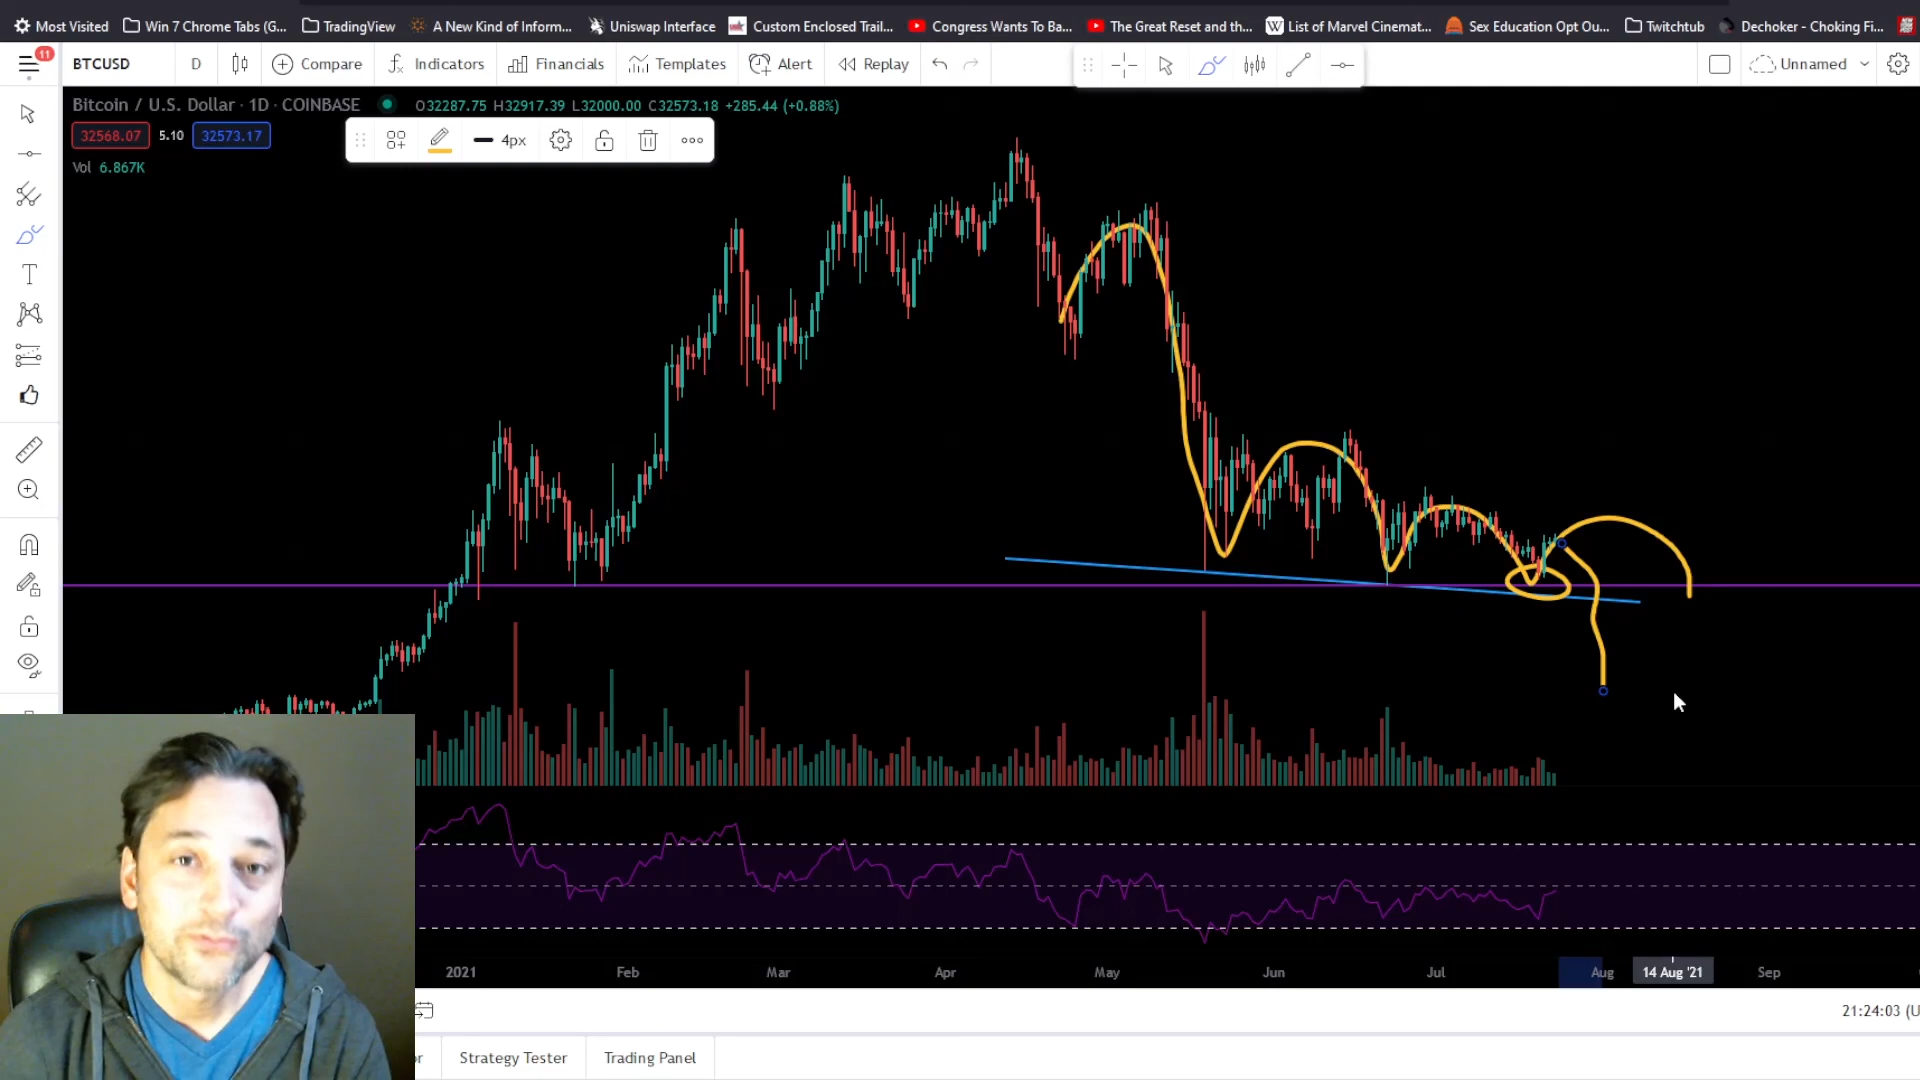 Most Visited Win 7 Chrome Tabs (G... TradingView A New Kind of Inform... Uniswap Interface Custom Enclosed Trail... Congress Wants To Ba... The Great Reset and th... List of Marvel Cinemat... Sex Education Opt Ou... Twitchtub Dechoker - Choking Fi...
11 BTCUSD D Compare Indicators Financials Templates Alert Replay Unnamed
Bitcoin / U.S. Dollar · 1D · COINBASE O32287.75 H32917.39 L32000.00 C32573.18 +285.44 (+0.88%)
32568.07 5.10 32573.17 4px
Vol 6.867K
2021 Feb Mar Apr May Jun Jul Aug 14 Aug '21 Sep
21:24:03 (U
or Strategy Tester Trading Panel